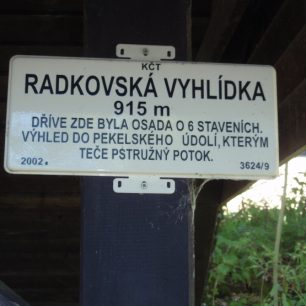 KČT
RADKOVSKÁ VYHLÍDKA
915 m
DŘÍVE ZDE BYLA OSADA O 6 STAVENÍCH.
VÝHLED DO PEKELSKÉHO ÚDOLÍ, KTERÝM
TEČE PSTRUŽNÝ POTOK.
2002. 3624/9